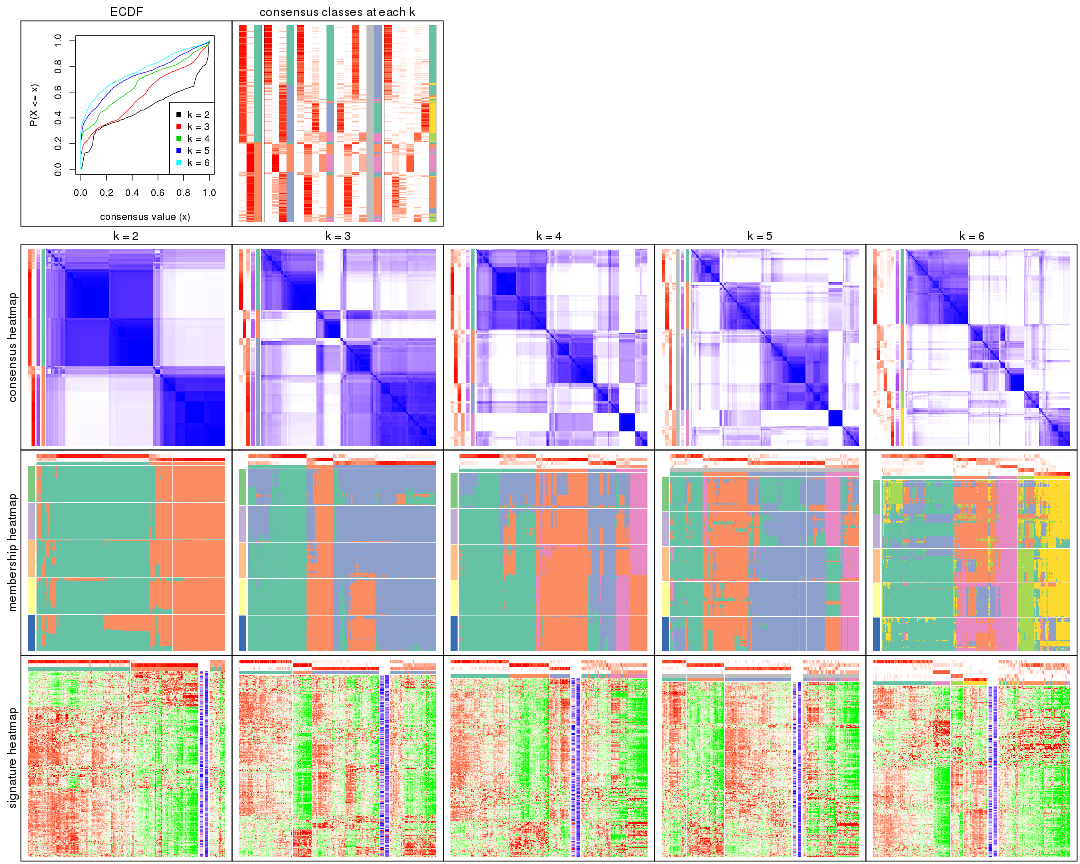 ECDF
consensus classes at each k
P(X <= x)
0.0 0.2 0.4 0.6 0.8 1.0
k = 2
k = 3
k = 4
k = 5
k = 6
0.0 0.2 0.4 0.6 0.8 1.0
consensus value (x)
k = 2
k = 3
k = 4
k = 5
k = 6
consensus heatmap
membership heatmap
signature heatmap